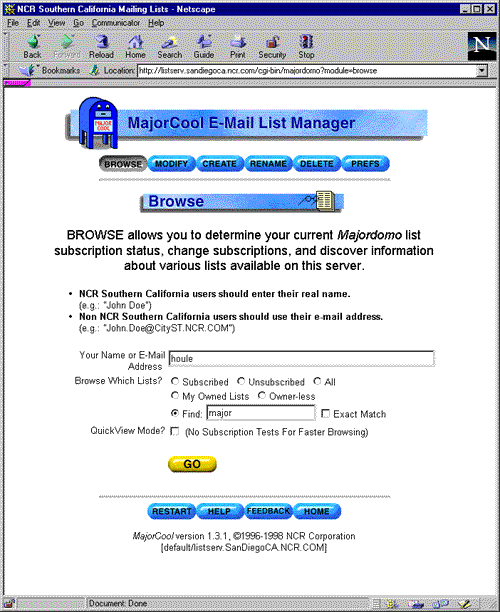 NCR Southern California Mailing Lists - Netscape
File Edit View Go Communicator Help
Back Forward Reload Home Search Guide Print Security Stop
N
Bookmarks Location: http://listserv.sandiegoca.ncr.com/cgi-bin/majordomo?module=browse
MAJOR COOL
MajorCool E-Mail List Manager
BROWSE MODIFY CREATE RENAME DELETE PREFS
Browse
BROWSE allows you to determine your current Majordomo list
subscription status, change subscriptions, and discover information
about various lists available on this server.
• NCR Southern California users should enter their real name.
(e.g.: "John Doe")
• Non NCR Southern California users should use their e-mail address.
(e.g.: "John.Doe@CityST.NCR.COM")
Your Name or E-Mail
Address houle
Browse Which Lists? Subscribed Unsubscribed All
My Owned Lists Owner-less
Find: major Exact Match
QuickView Mode? (No Subscription Tests For Faster Browsing)
GO
RESTART HELP FEEDBACK HOME
MajorCool version 1.3.1, ©1996-1998 NCR Corporation
[default/listserv.SanDiegoCA.NCR.COM]
Document: Done